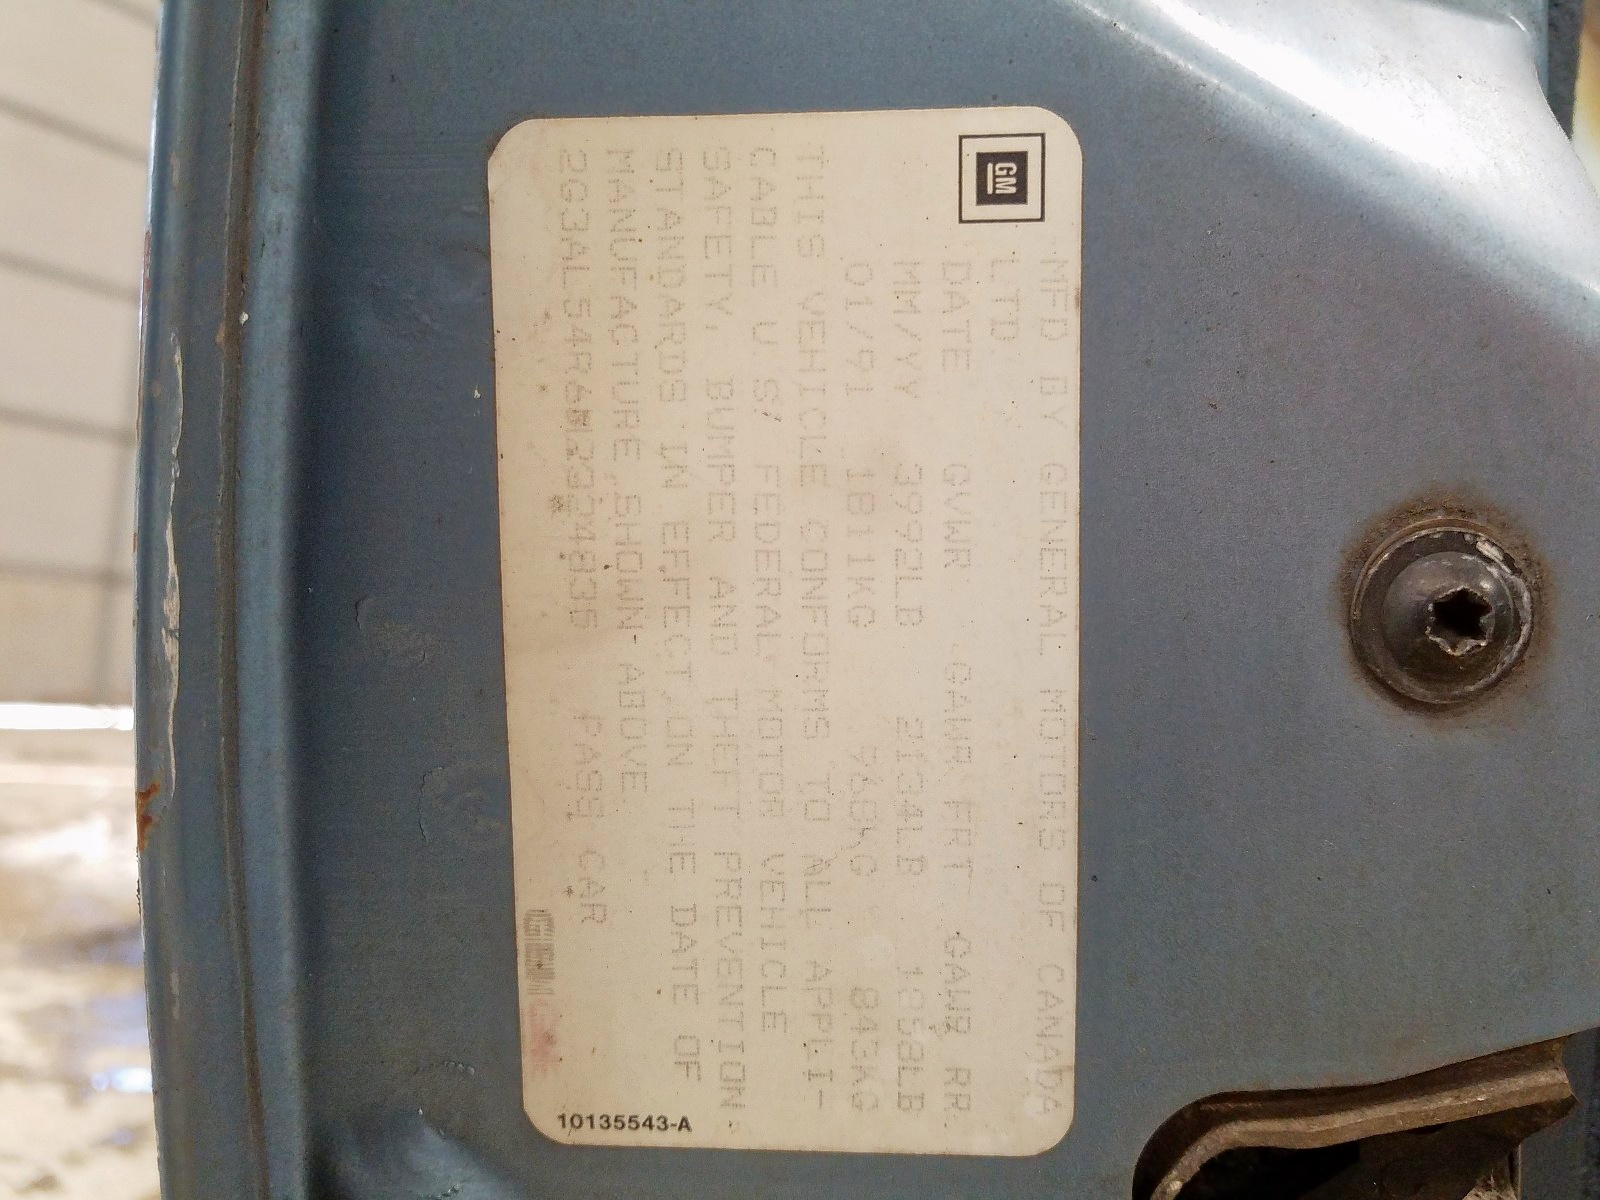 GM
MFD BY GENERAL MOTORS OF CANADA
LTD
DATE GVWR GAWR FRT GAWR RR
MM/YY 3992LB 2134LB 1858LB
01/91 1811KG 968KG 843KG
THIS VEHICLE CONFORMS TO ALL APPLI-
CABLE U.S. FEDERAL MOTOR VEHICLE
SAFETY, BUMPER AND THEFT PREVENTION
STANDARDS IN EFFECT ON THE DATE OF
MANUFACTURE SHOWN ABOVE
PASS CAR
10135543-A